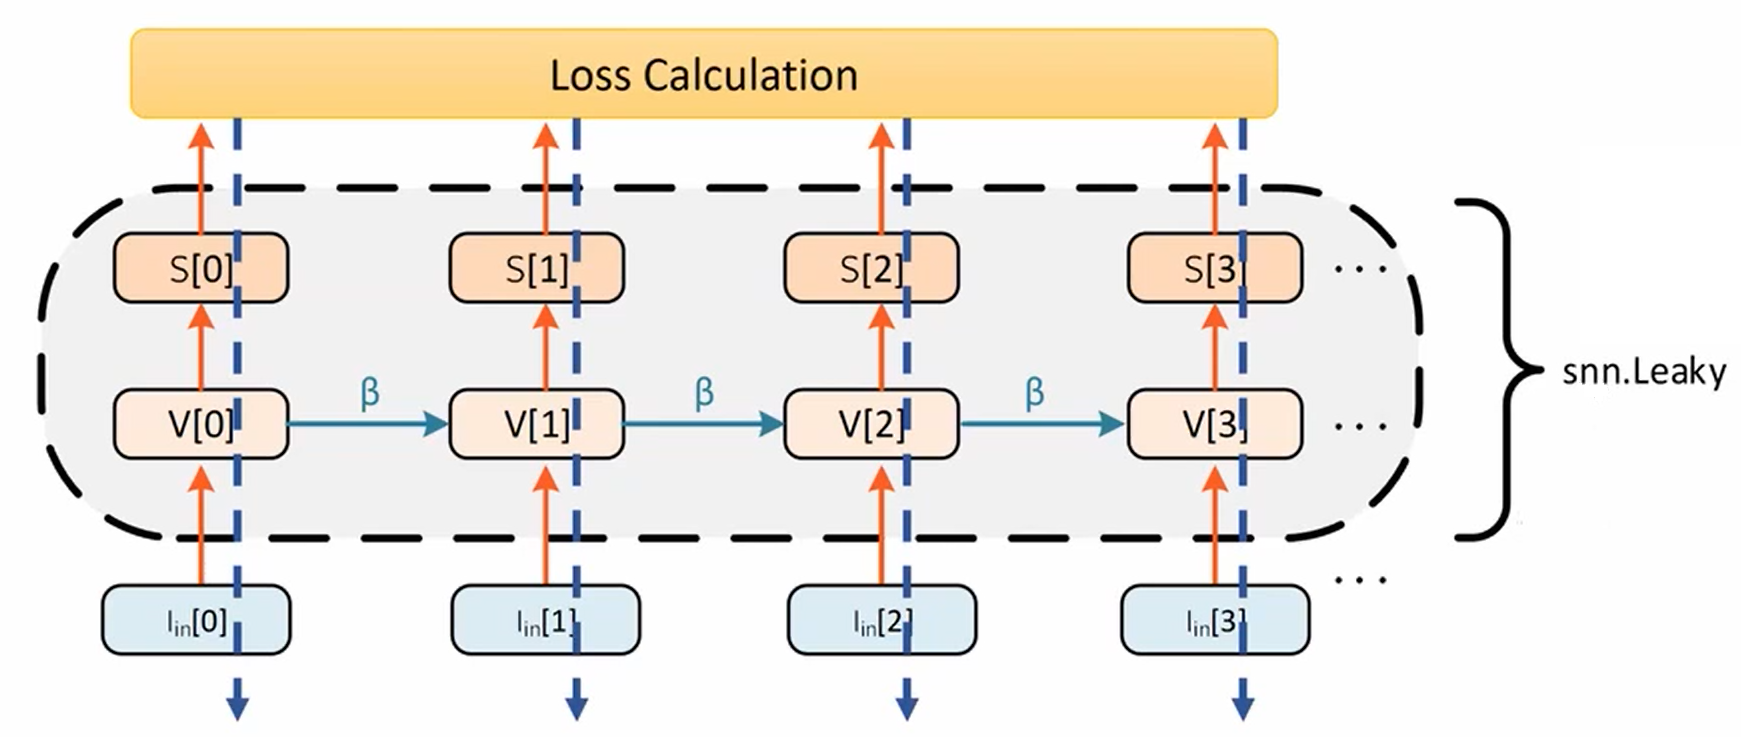 Loss Calculation
S[0] S[1] S[2] S[3] ...
snn.Leaky
β β β
V[0] V[1] V[2] V[3] ...
...
Iin[0] Iin[1] Iin[2] Iin[3]